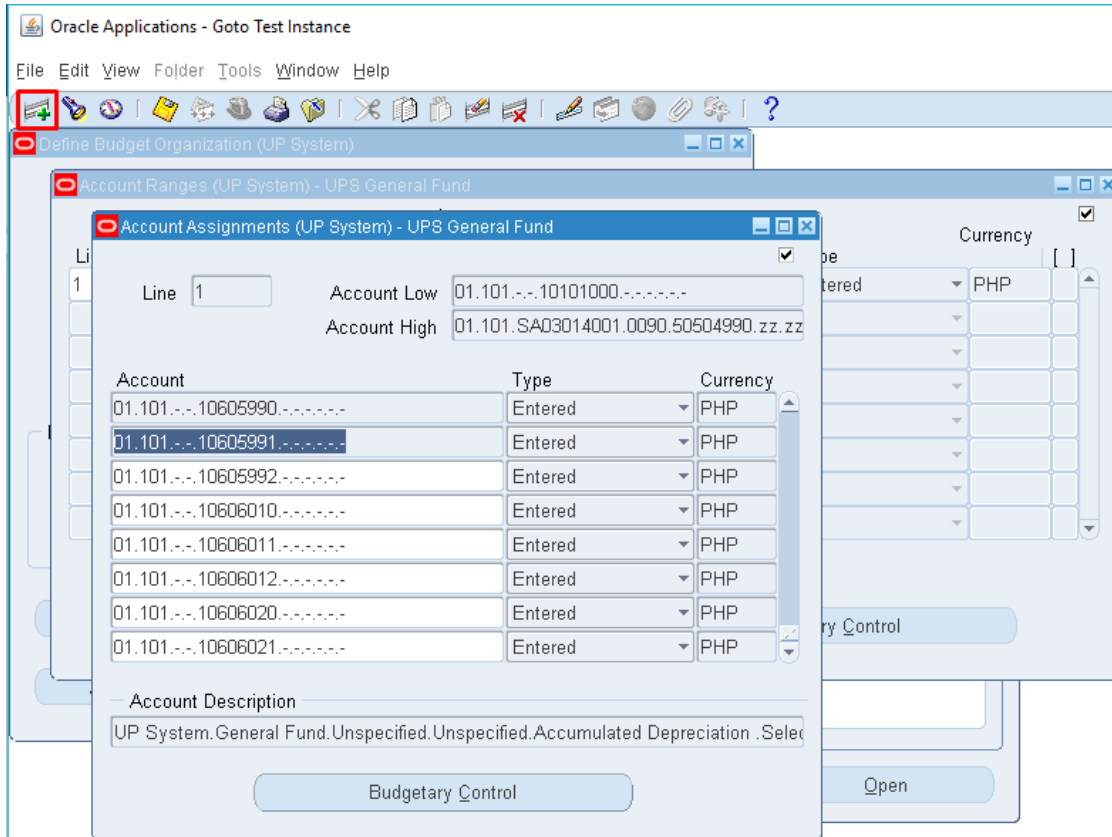 Oracle Applications - Goto Test Instance
File Edit View Folder Tools Window Help
Define Budget Organization (UP System)
Account Ranges (UP System) - UPS General Fund
Currency
[ ]
1
tered
PHP
Account Assignments (UP System) - UPS General Fund
Line 1
Account Low 01.101.-.-.10101000.-.-.-.-.-
Account High 01.101.SA03014001.0090.50504990.zz.zz
Account Type Currency
01.101.-.-.10605990.-.-.-.-.- Entered PHP
01.101.-.-.10605991.-.-.-.-.- Entered PHP
01.101.-.-.10605992.-.-.-.-.- Entered PHP
01.101.-.-.10606010.-.-.-.-.- Entered PHP
01.101.-.-.10606011.-.-.-.-.- Entered PHP
01.101.-.-.10606012.-.-.-.-.- Entered PHP
01.101.-.-.10606020.-.-.-.-.- Entered PHP
01.101.-.-.10606021.-.-.-.-.- Entered PHP
ry Control
Account Description
UP System.General Fund.Unspecified.Unspecified.Accumulated Depreciation .Selec
Budgetary Control
Open